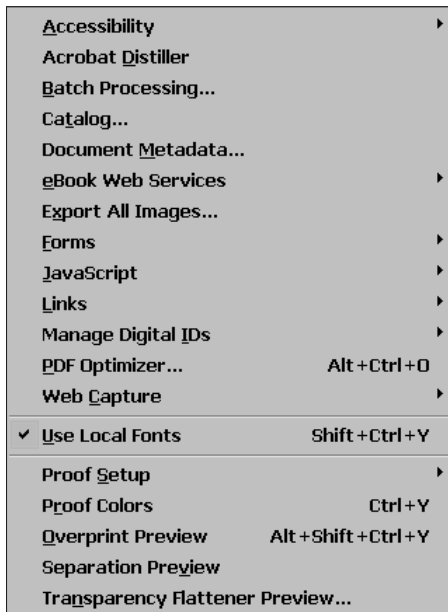 Accessibility
Acrobat Distiller
Batch Processing...
Catalog...
Document Metadata...
eBook Web Services
Export All Images...
Forms
JavaScript
Links
Manage Digital IDs
PDF Optimizer... Alt+Ctrl+O
Web Capture
Use Local Fonts Shift+Ctrl+Y
Proof Setup
Proof Colors Ctrl+Y
Overprint Preview Alt+Shift+Ctrl+Y
Separation Preview
Transparency Flattener Preview...